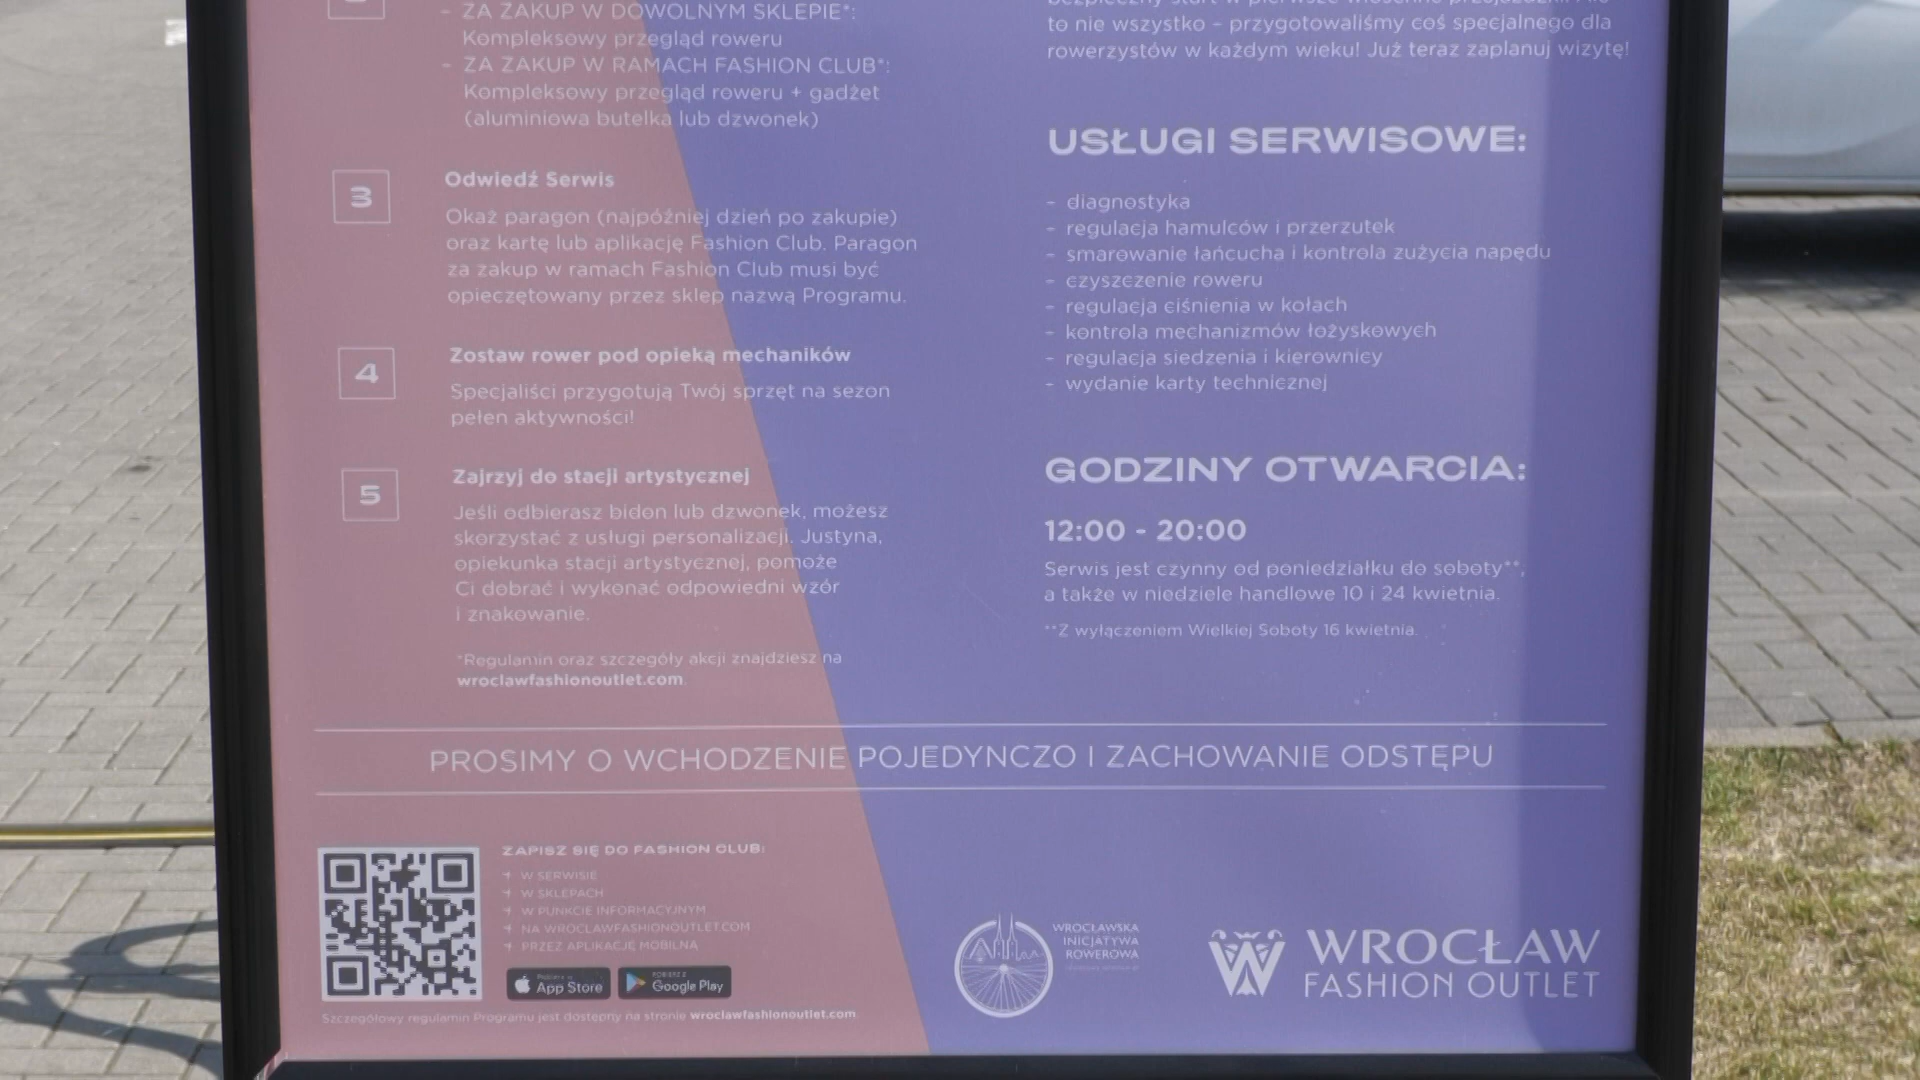 - ZA ZAKUP W DOWOLNYM SKLEPIE*:
Kompleksowy przegląd roweru
- ZA ZAKUP W RAMACH FASHION CLUB*:
Kompleksowy przegląd roweru + gadżet
(aluminiowa butelka lub dzwonek)
3
Odwiedź Serwis
Okaż paragon (najpóźniej dzień po zakupie)
oraz kartę lub aplikację Fashion Club. Paragon
za zakup w ramach Fashion Club musi być
opieczętowany przez sklep nazwą Programu.
4
Zostaw rower pod opieką mechaników
Specjaliści przygotują Twój sprzęt na sezon
pełen aktywności!
5
Zajrzyj do stacji artystycznej
Jeśli odbierasz bidon lub dzwonek, możesz
skorzystać z usługi personalizacji. Justyna,
opiekunka stacji artystycznej, pomoże
Ci dobrać i wykonać odpowiedni wzór
i znakowanie.
*Regulamin oraz szczegóły akcji znajdziesz na
wroclawfashionoutlet.com.
bezpieczny start w pierwsze wiosenne
to nie wszystko - przygotowaliśmy coś specjalnego dla
rowerzystów w każdym wieku! Już teraz zaplanuj wizytę!
USŁUGI SERWISOWE:
- diagnostyka
- regulacja hamulców i przerzutek
- smarowanie łańcucha i kontrola zużycia napędu
- czyszczenie roweru
- regulacja ciśnienia w kołach
- kontrola mechanizmów łożyskowych
- regulacja siedzenia i kierownicy
- wydanie karty technicznej
GODZINY OTWARCIA:
12:00 - 20:00
Serwis jest czynny od poniedziałku do soboty**,
a także w niedziele handlowe 10 i 24 kwietnia.
**Z wyłączeniem Wielkiej Soboty 16 kwietnia.
PROSIMY O WCHODZENIE POJEDYNCZO I ZACHOWANIE ODSTĘPU
ZAPISZ SIĘ DO FASHION CLUB:
W SERWISIE
W SKLEPACH
W PUNKCIE INFORMACYJNYM
NA WROCLAWFASHIONOUTLET.COM
PRZEZ APLIKACJĘ MOBILNĄ
App Store
POBIERZ Z
Google Play
Szczegółowy regulamin Programu jest dostępny na stronie wroclawfashionoutlet.com
WROCŁAWSKA
INICJATYWA
ROWEROWA
WROCŁAW
FASHION OUTLET